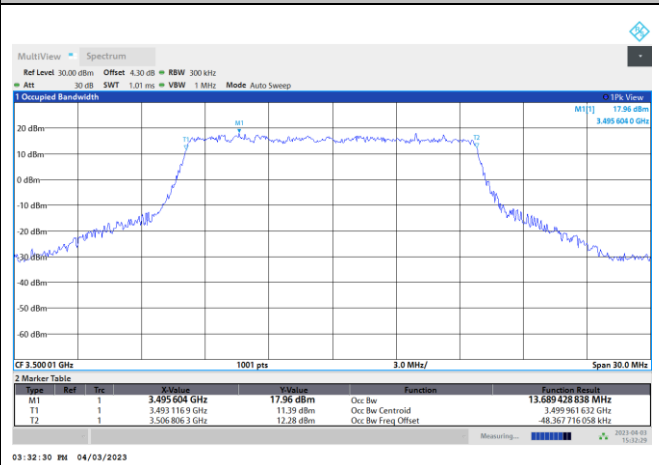 MultiView Spectrum
Ref Level 30.00 dBm Offset 4.30 dB RBW 300 kHz
Att 30 dB SWT 1.01 ms VBW 1 MHz Mode Auto Sweep
1 Occupied Bandwidth 1Pk View
M1[1] 17.96 dBm
3.495 604 0 GHz
M1
20 dBm
T1 T2
10 dBm
0 dBm
-10 dBm
-20 dBm
-30 dBm
-40 dBm
-50 dBm
-60 dBm
CF 3.500 01 GHz 1001 pts 3.0 MHz/ Span 30.0 MHz
2 Marker Table
Type Ref Trc X-Value Y-Value Function Function Result
M1 1 3.495 604 GHz 17.96 dBm Occ Bw 13.689 428 838 MHz
T1 1 3.493 116 9 GHz 11.39 dBm Occ Bw Centroid 3.499 961 632 GHz
T2 1 3.506 806 3 GHz 12.28 dBm Occ Bw Freq Offset -48.367 716 058 kHz
Measuring... 2023-04-03
15:32:29
03:32:30 PM 04/03/2023